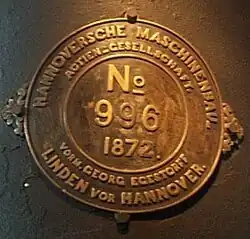 HANNOVERSCHE MASCHINENBAU
ACTIEN-GESELLSCHAFT.
No
996
1872.
VORM. GEORG EGESTORFF
LINDEN VOR HANNOVER.